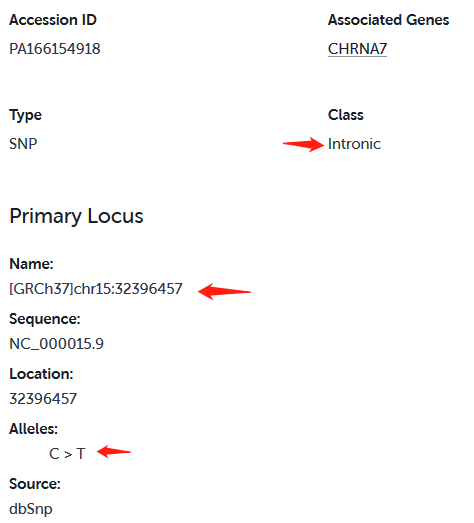 Accession ID Associated Genes
PA166154918 CHRNA7
Type Class
SNP Intronic
Primary Locus
Name:
[GRCh37]chr15:32396457
Sequence:
NC_000015.9
Location:
32396457
Alleles:
C > T
Source:
dbSnp